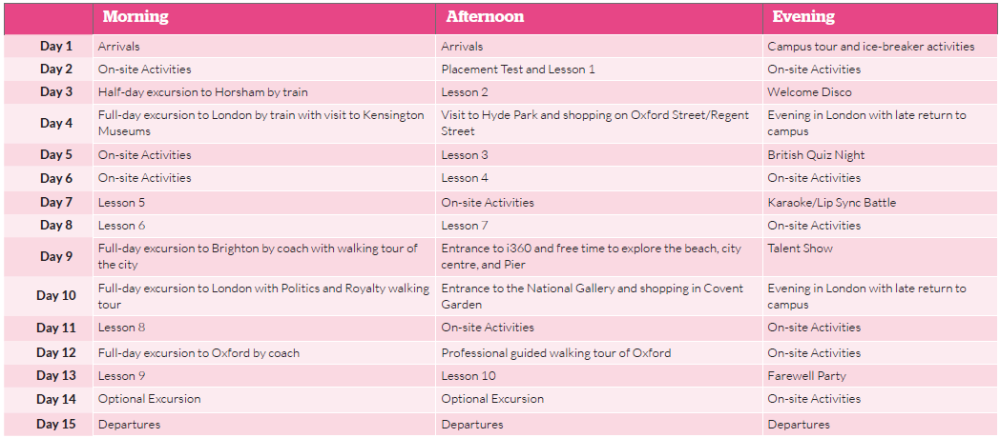 Morning Afternoon Evening
Day 1 Arrivals Arrivals Campus tour and ice-breaker activities
Day 2 On-site Activities Placement Test and Lesson 1 On-site Activities
Day 3 Half-day excursion to Horsham by train Lesson 2 Welcome Disco
Day 4 Full-day excursion to London by train with visit to Kensington
Museums
Visit to Hyde Park and shopping on Oxford Street/Regent
Street
Evening in London with late return to
campus
Day 5 On-site Activities Lesson 3 British Quiz Night
Day 6 On-site Activities Lesson 4 On-site Activities
Day 7 Lesson 5 On-site Activities Karaoke/Lip Sync Battle
Day 8 Lesson 6 Lesson 7 On-site Activities
Day 9 Full-day excursion to Brighton by coach with walking tour of
the city
Entrance to i360 and free time to explore the beach, city
centre, and Pier
Talent Show
Day 10 Full-day excursion to London with Politics and Royalty walking
tour
Entrance to the National Gallery and shopping in Covent
Garden
Evening in London with late return to
campus
Day 11 Lesson 8 On-site Activities On-site Activities
Day 12 Full-day excursion to Oxford by coach Professional guided walking tour of Oxford On-site Activities
Day 13 Lesson 9 Lesson 10 Farewell Party
Day 14 Optional Excursion Optional Excursion On-site Activities
Day 15 Departures Departures Departures